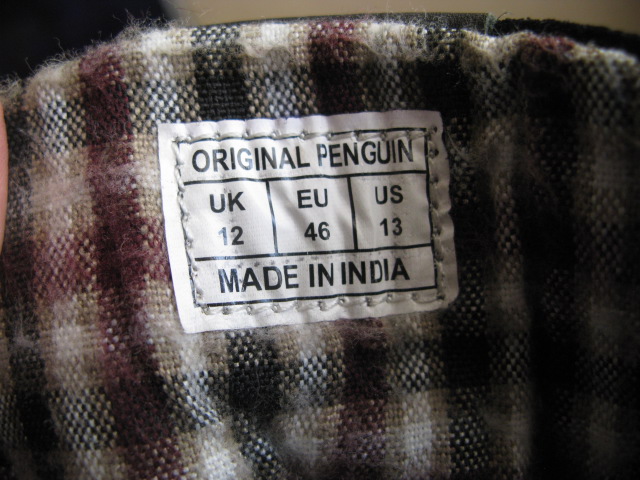 ORIGINAL PENGUIN
UK EU US
12 46 13
MADE IN INDIA